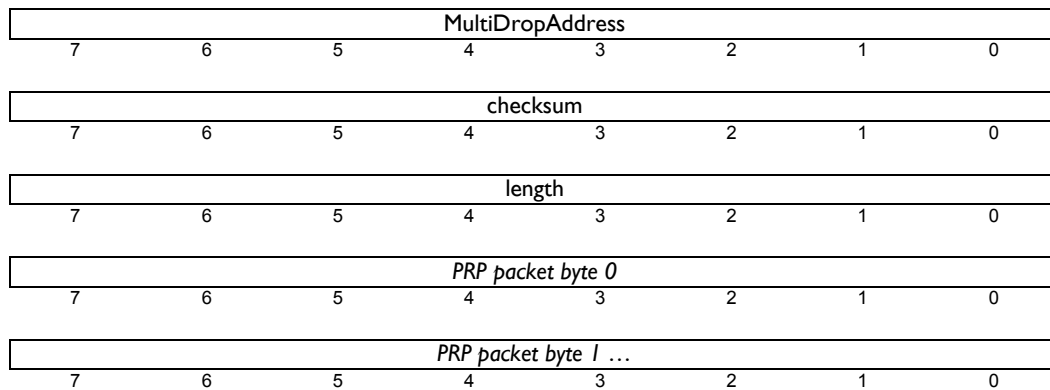 MultiDropAddress
7 6 5 4 3 2 1 0
checksum
7 6 5 4 3 2 1 0
length
7 6 5 4 3 2 1 0
PRP packet byte 0
7 6 5 4 3 2 1 0
PRP packet byte 1 …
7 6 5 4 3 2 1 0